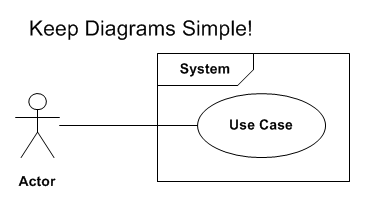 Keep Diagrams Simple!
System
Use Case
Actor